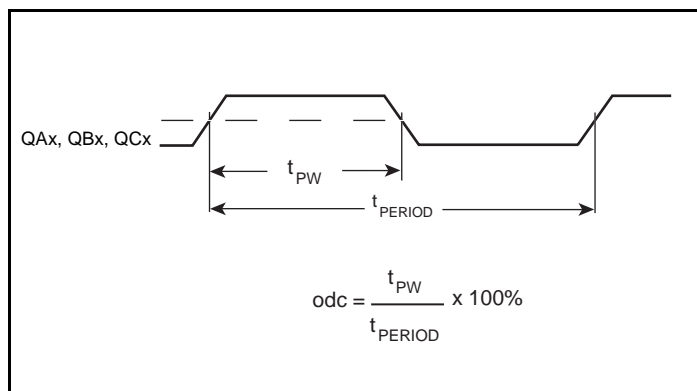 QAx, QBx, QCx
tPW
tPERIOD
odc = tPW / tPERIOD x 100%